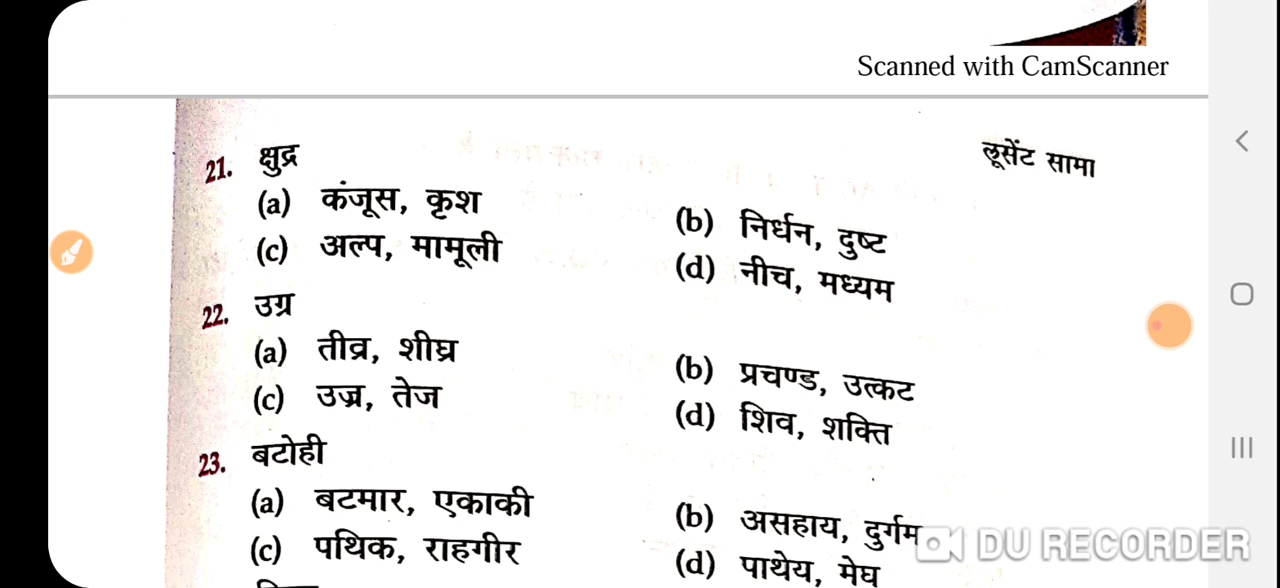 Scanned with CamScanner
लूसेंट सामा
21. क्षुद्र
(a) कंजूस, कृश (b) निर्धन, दुष्ट
(c) अल्प, मामूली (d) नीच, मध्यम
22. उग्र
(a) तीव्र, शीघ्र (b) प्रचण्ड, उत्कट
(c) उज्र, तेज (d) शिव, शक्ति
23. बटोही
(a) बटमार, एकाकी (b) असहाय, दुर्गम
(c) पथिक, राहगीर (d) पाथेय, मेघ
DU RECORDER